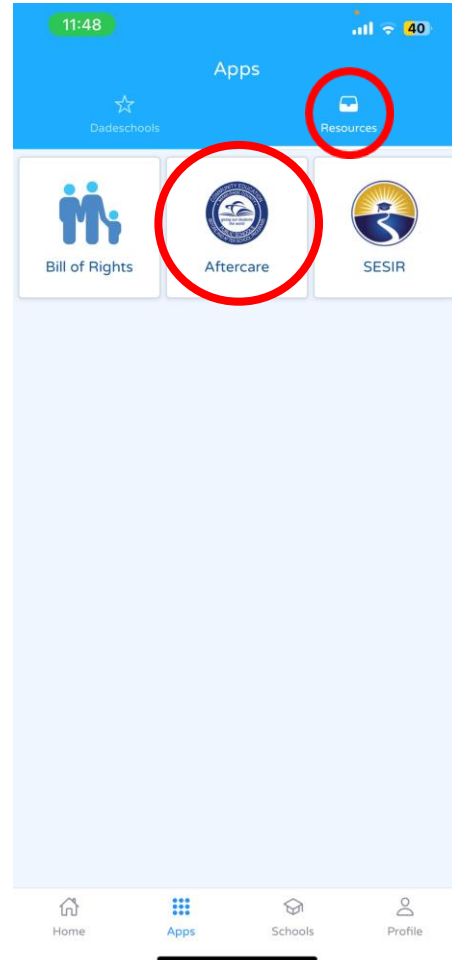 11:48
40
Apps
Dadeschools
Resources
Bill of Rights
Aftercare
SESIR
Home
Apps
Schools
Profile